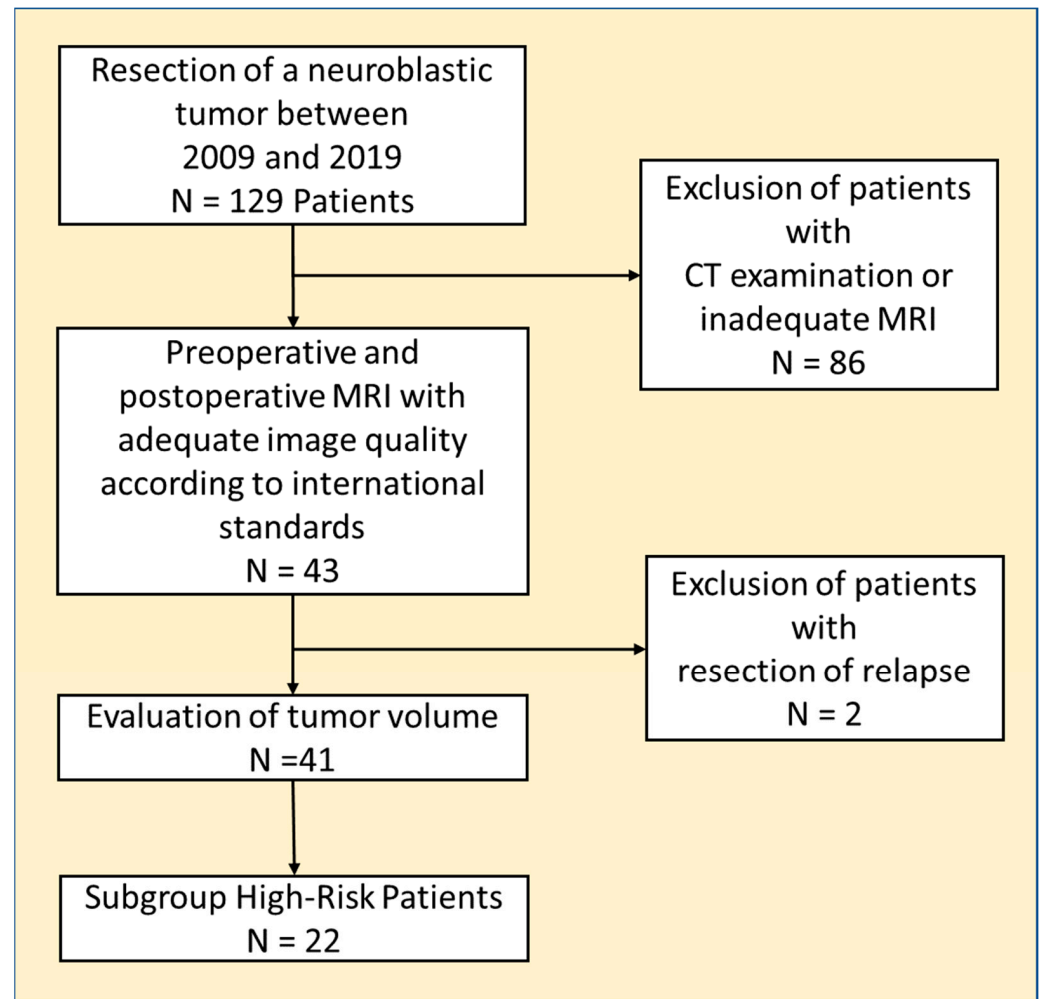 Resection of a neuroblastic
tumor between
2009 and 2019
N = 129 Patients
Exclusion of patients
with
CT examination or
inadequate MRI
N = 86
Preoperative and
postoperative MRI with
adequate image quality
according to international
standards
N = 43
Exclusion of patients
with
resection of relapse
N = 2
Evaluation of tumor volume
N =41
Subgroup High-Risk Patients
N = 22